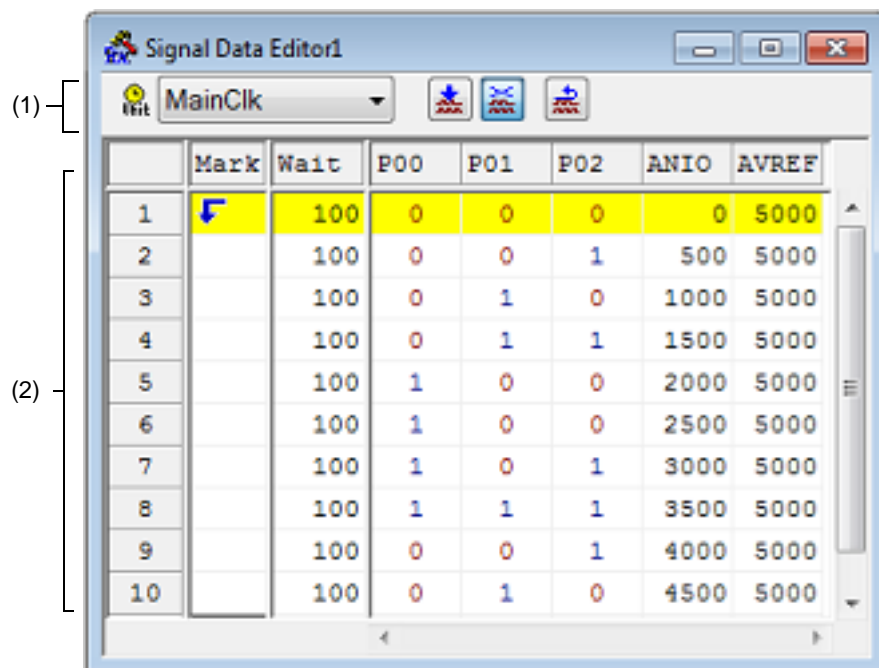 Signal Data Editor1
(1) MainClk
Mark Wait P00 P01 P02 ANI0 AVREF
1 100 0 0 0 0 5000
2 100 0 0 1 500 5000
(2)
3 100 0 1 0 1000 5000
4 100 0 1 1 1500 5000
5 100 1 0 0 2000 5000
6 100 1 0 0 2500 5000
7 100 1 0 1 3000 5000
8 100 1 1 1 3500 5000
9 100 0 0 1 4000 5000
10 100 0 1 0 4500 5000